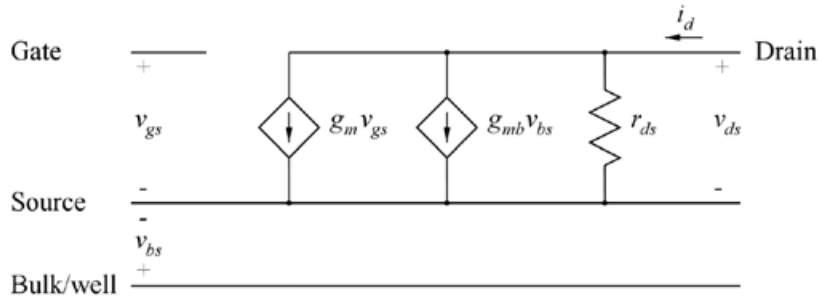 i_d
Gate Drain
+ +
v_gs g_m v_gs g_mb v_bs r_ds v_ds
- -
Source
-
v_bs
+
Bulk/well